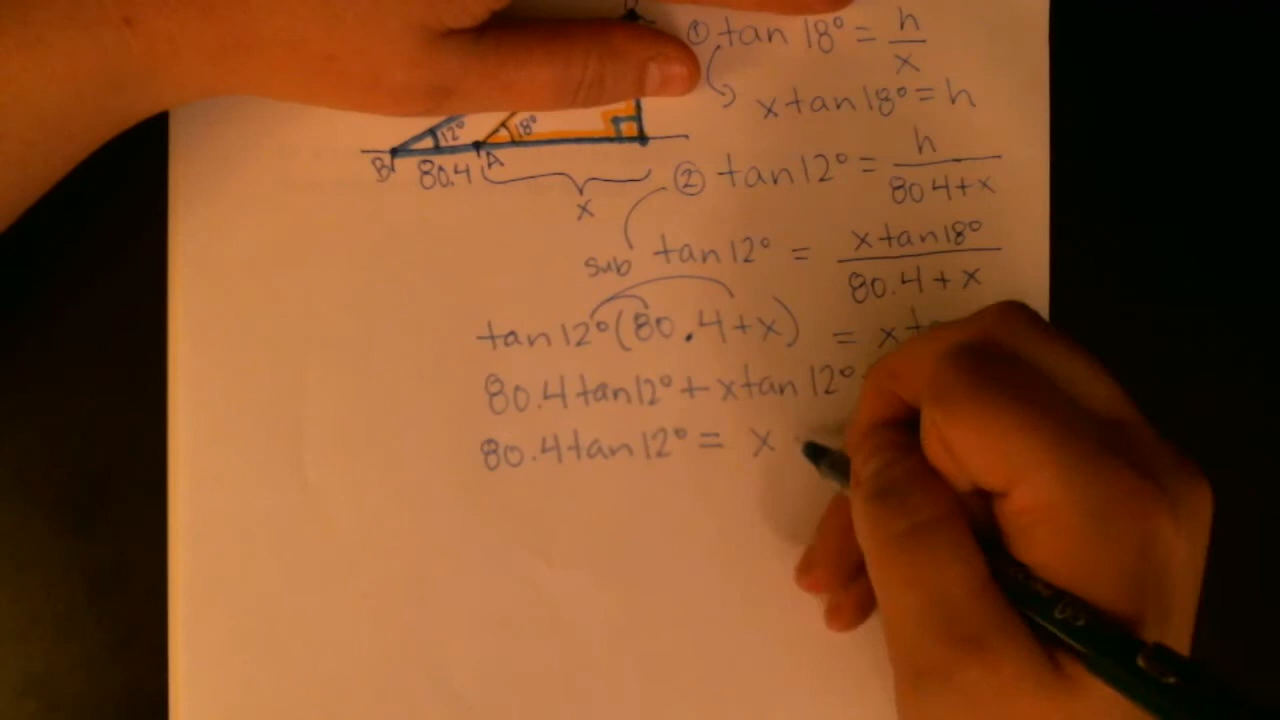 ① tan 18° = h/x
x tan 18° = h
12° 18°
B 80.4 A
x
② tan 12° = h/80.4+x
sub tan 12° = x tan 18°/80.4+x
tan 12° (80.4+x) = x
80.4 tan 12° + x tan 12°
80.4 tan 12° = x